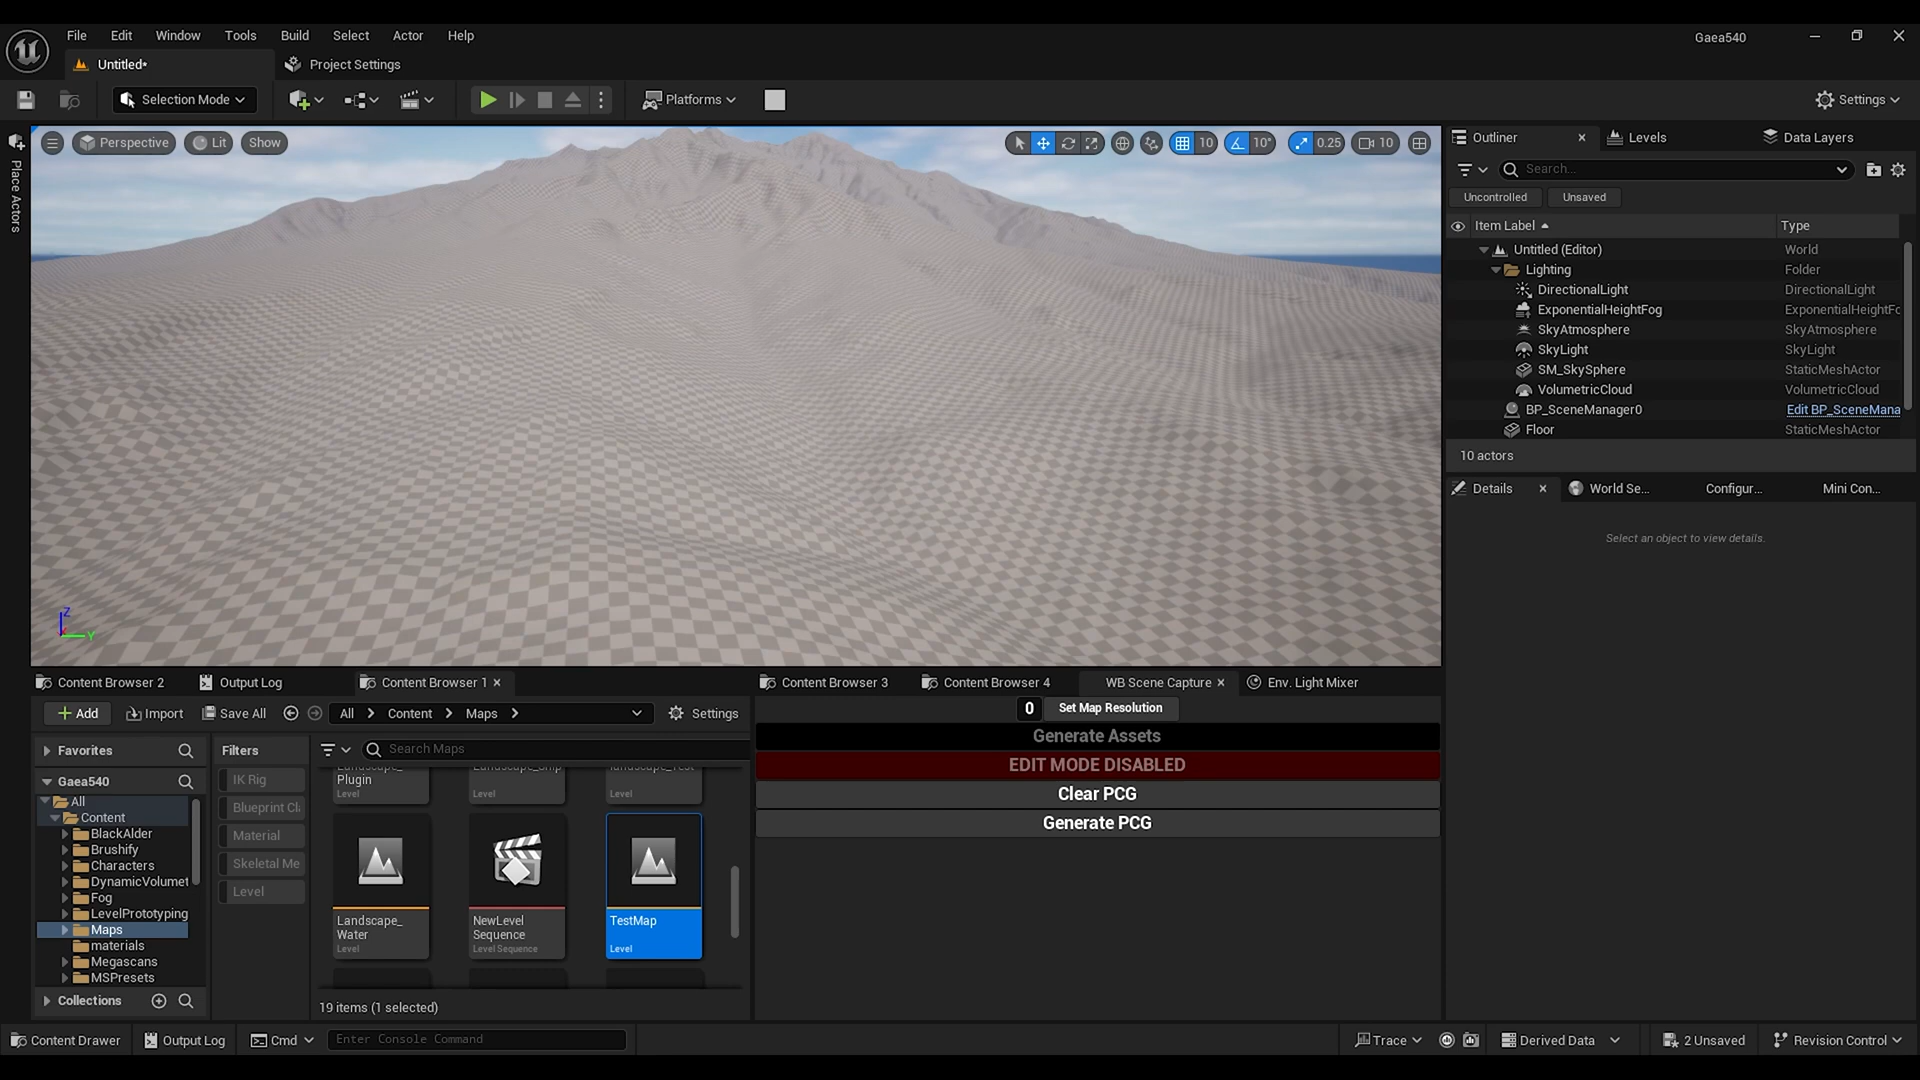 File Edit Window Tools Build Select Actor Help
Gaea540
Untitled*
Project Settings
Selection Mode
Platforms
Settings
Place Actors
Perspective
Lit
Show
10
10°
0.25
10
Outliner
Levels
Data Layers
Search...
Uncontrolled
Unsaved
Item Label
Type
Untitled (Editor) World
Lighting Folder
DirectionalLight DirectionalLight
ExponentialHeightFog ExponentialHeightFo
SkyAtmosphere SkyAtmosphere
SkyLight SkyLight
SM_SkySphere StaticMeshActor
VolumetricCloud VolumetricCloud
BP_SceneManager0 Edit BP_SceneMana
Floor StaticMeshActor
10 actors
Details
World Se...
Configur...
Mini Con...
Select an object to view details.
Z
Y
Content Browser 2
Output Log
Content Browser 1
Content Browser 3
Content Browser 4
WB Scene Capture
Env. Light Mixer
Add
Import
Save All
All
Content
Maps
Settings
0
Set Map Resolution
Generate Assets
EDIT MODE DISABLED
Clear PCG
Generate PCG
Favorites
Filters
Search Maps
Gaea540
All
Content
BlackAlder
Brushify
Characters
DynamicVolumet
Fog
LevelPrototyping
Maps
materials
Megascans
MSPresets
Collections
IK Rig
Blueprint Cl
Material
Skeletal Me
Level
Plugin
Level
Level
Level
Landscape_
Water
Level
NewLevel
Sequence
Level Sequence
TestMap
Level
19 items (1 selected)
Content Drawer
Output Log
Cmd
Enter Console Command
Trace
Derived Data
2 Unsaved
Revision Control